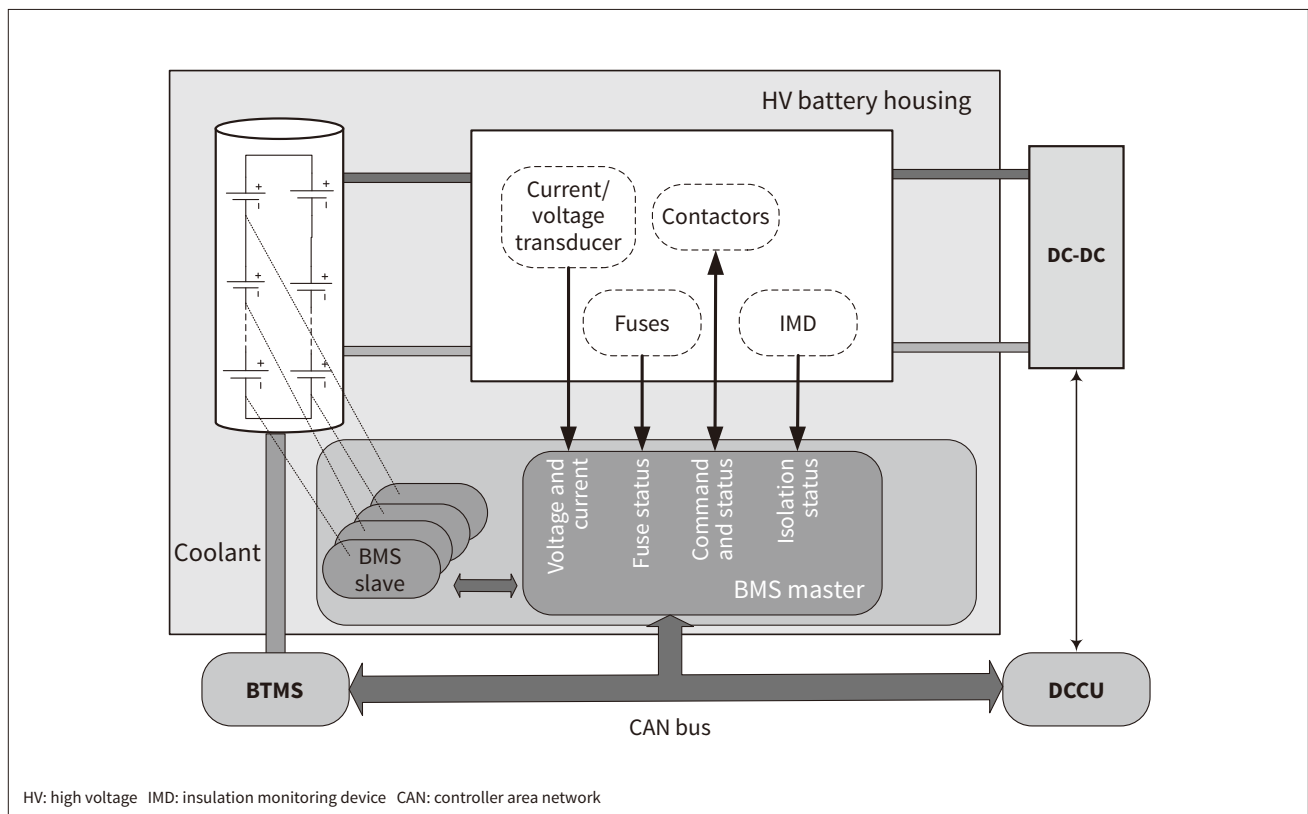 HV battery housing
Current/
voltage
transducer
Contactors
Fuses
IMD
DC-DC
+
+
+
+
+
+
Voltage and
current
Fuse status
Command
and status
Isolation
status
BMS master
BMS
slave
Coolant
BTMS
CAN bus
DCCU
HV: high voltage IMD: insulation monitoring device CAN: controller area network